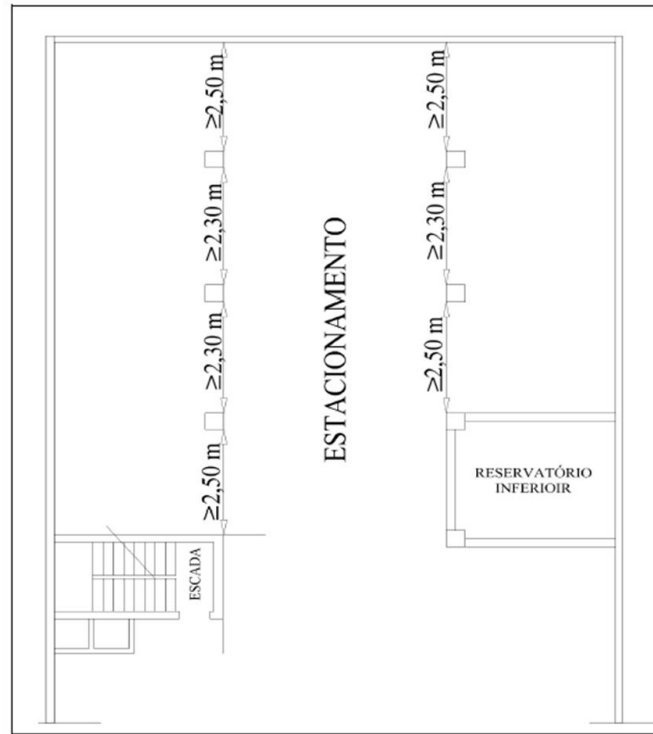 ≥2,50 m
≥2,50 m
≥2,30 m
≥2,30 m
ESTACIONAMENTO
≥2,30 m
≥2,50 m
≥2,50 m
RESERVATÓRIO
INFERIOIR
ESCADA